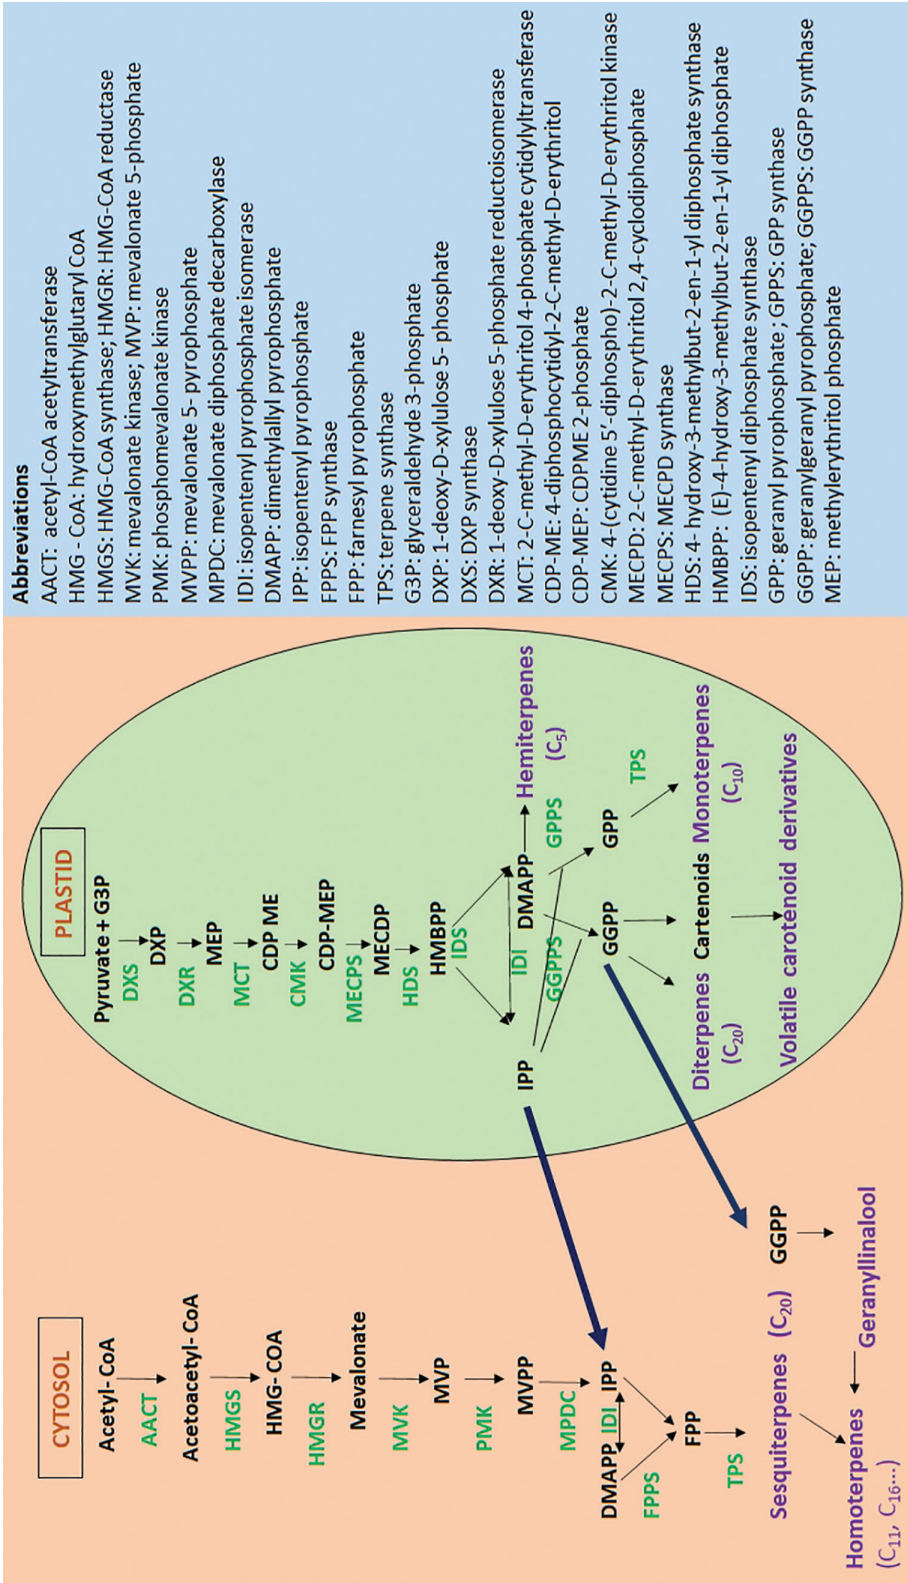 CYTOSOL
Acetyl- CoA
AACT
Acetoacetyl- CoA
HMGS
HMG- COA
HMGR
Mevalonate
MVK
MVP
PMK
MVPP
MPDC
DMAPP IDI IPP
FPPS
FPP
TPS
Sesquiterpenes (C20)
GGPP
Homoterpenes
(C11, C16...)
Geranyllinalool
PLASTID
Pyruvate + G3P
DXS
DXP
DXR
MEP
MCT
CDP ME
CMK
CDP-MEP
MECPS
MECDP
HDS
HMBPP
IDS
IDI
IPP
DMAPP
Hemiterpenes
(C5)
GGPPS
GPPS
GGPP
GPP
TPS
Diterpenes
(C20)
Cartenoids
Monoterpenes
(C10)
Volatile carotenoid derivatives
Abbreviations
AACT: acetyl-CoA acetyltransferase
HMG - CoA: hydroxymethylglutaryl CoA
HMGS: HMG-CoA synthase; HMGR: HMG-CoA reductase
MVK: mevalonate kinase; MVP: mevalonate 5-phosphate
PMK: phosphomevalonate kinase
MVPP: mevalonate 5- pyrophosphate
MPDC: mevalonate diphosphate decarboxylase
IDI: isopentenyl pyrophosphate isomerase
DMAPP: dimethylallyl pyrophosphate
IPP: isopentenyl pyrophosphate
FPPS: FPP synthase
FPP: farnesyl pyrophosphate
TPS: terpene synthase
G3P: glyceraldehyde 3-phosphate
DXP: 1-deoxy-D-xylulose 5- phosphate
DXS: DXP synthase
DXR: 1-deoxy-D-xylulose 5-phosphate reductoisomerase
MCT: 2-C-methyl-D-erythritol 4-phosphate cytidylyltransferase
CDP-ME: 4-diphosphocytidyl-2-C-methyl-D-erythritol
CDP-MEP: CDPME 2-phosphate
CMK: 4-(cytidine 5'-diphospho)-2-C-methyl-D-erythritol kinase
MECPD: 2-C-methyl-D-erythritol 2,4-cyclodiphosphate
MECPS: MECPD synthase
HDS: 4- hydroxy-3-methylbut-2-en-1-yl diphosphate synthase
HMBPP: (E)-4-hydroxy-3-methylbut-2-en-1-yl diphosphate
IDS: isopentenyl diphosphate synthase
GPP: geranyl pyrophosphate ; GPPS: GPP synthase
GGPP: geranylgeranyl pyrophosphate; GGPPS: GGPP synthase
MEP: methylerythritol phosphate